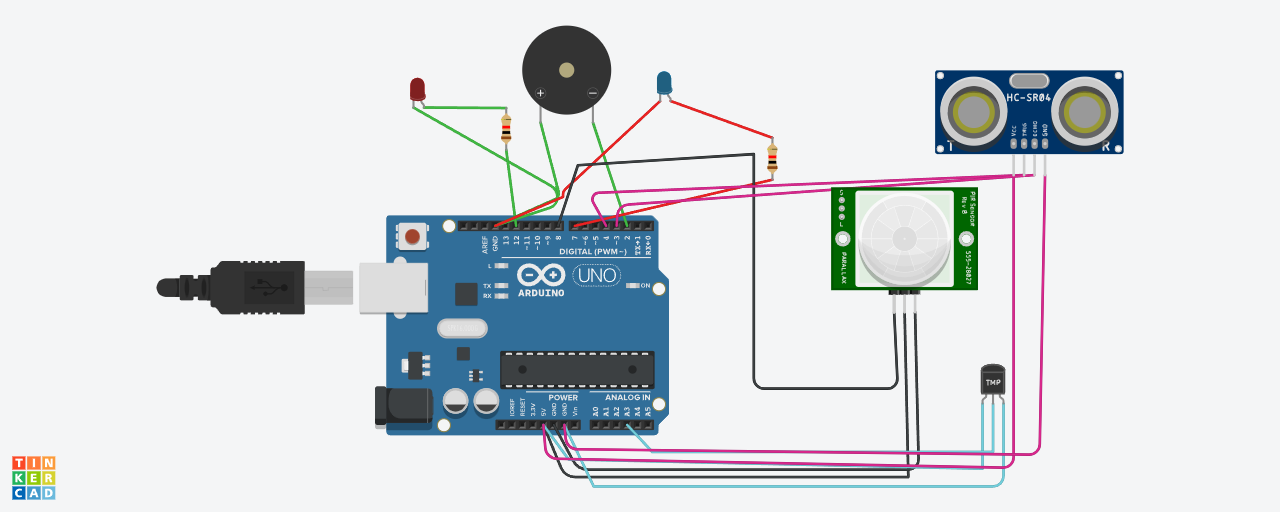 HC-SR04
VCC
TRIG
ECHO
GND
T
R
PIR Sensor
Rev B
PARALLAX
555-28027
TMP
AREF
GND
13
12
~11
~10
~9
8
7
~6
~5
4
~3
2
TX→1
RX←0
DIGITAL (PWM~)
L
TX
RX
UNO
ARDUINO
ON
POWER
ANALOG IN
IOREF
RESET
3.3V
5V
GND
GND
Vin
A0
A1
A2
A3
A4
A5
TIN
KER
CAD